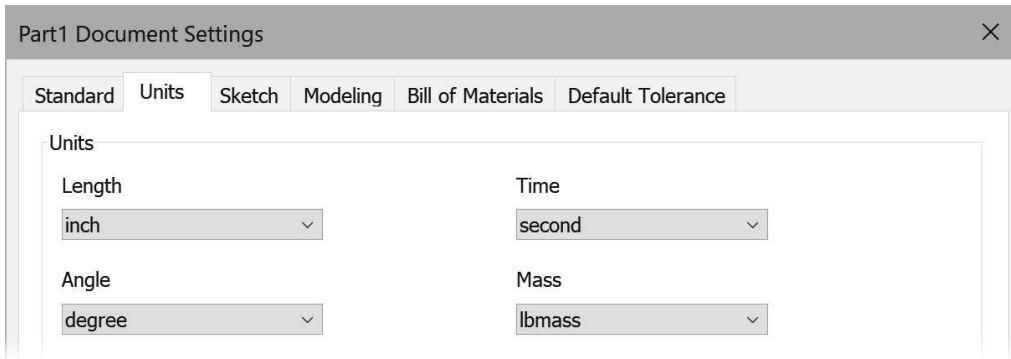 Part1 Document Settings
Standard Units Sketch Modeling Bill of Materials Default Tolerance
Units
Length Time
inch second
Angle Mass
degree lbmass